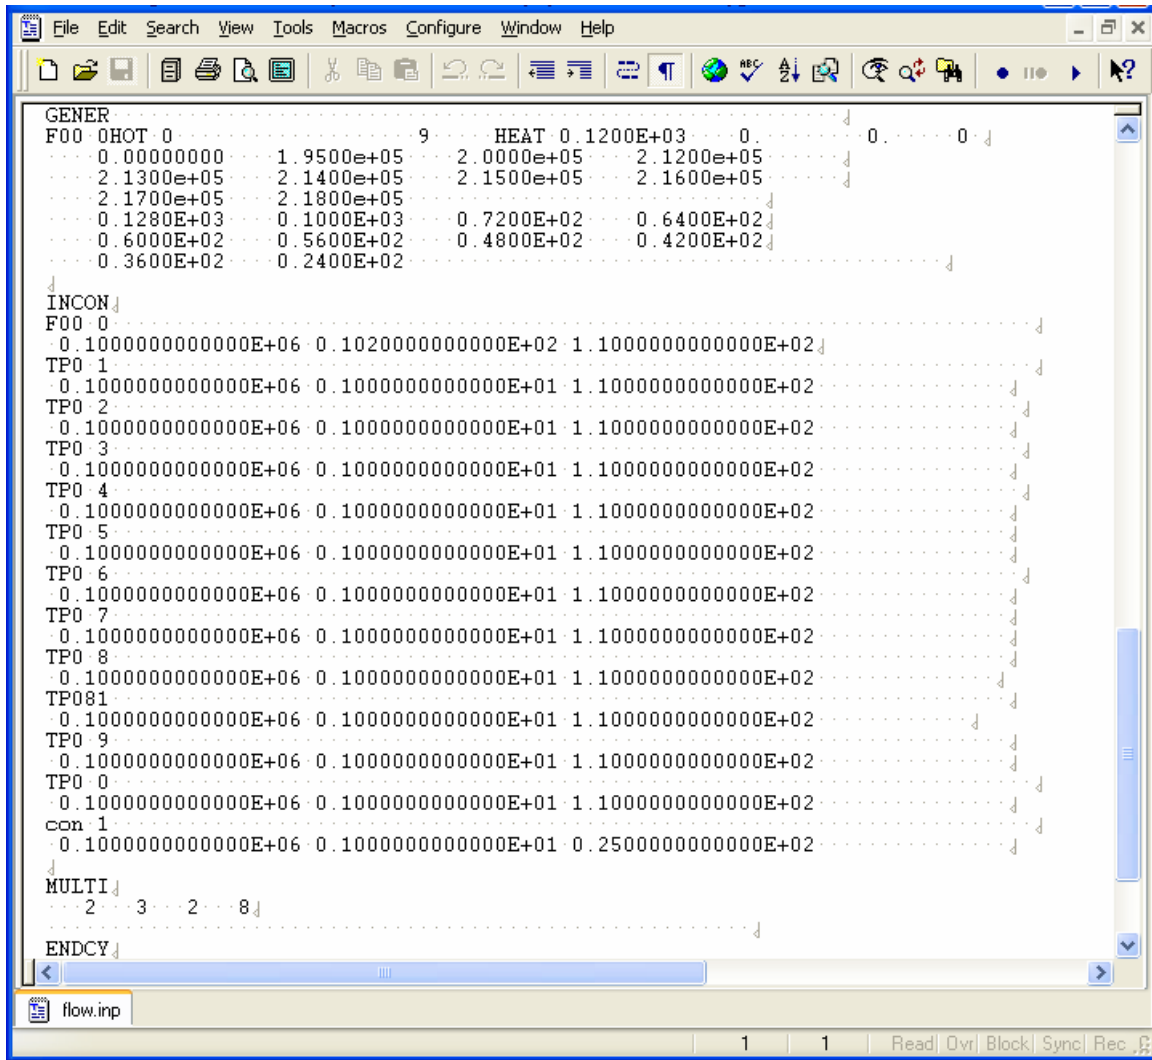 File Edit Search View Tools Macros Configure Window Help
GENER
F00 0HOT 0 9 HEAT 0.1200E+03 0. 0. 0
0.00000000 1.9500e+05 2.0000e+05 2.1200e+05
2.1300e+05 2.1400e+05 2.1500e+05 2.1600e+05
2.1700e+05 2.1800e+05
0.1280E+03 0.1000E+03 0.7200E+02 0.6400E+02
0.6000E+02 0.5600E+02 0.4800E+02 0.4200E+02
0.3600E+02 0.2400E+02
INCON
F00 0
0.1000000000000E+06 0.1020000000000E+02 1.1000000000000E+02
TP0 1
0.1000000000000E+06 0.1000000000000E+01 1.1000000000000E+02
TP0 2
0.1000000000000E+06 0.1000000000000E+01 1.1000000000000E+02
TP0 3
0.1000000000000E+06 0.1000000000000E+01 1.1000000000000E+02
TP0 4
0.1000000000000E+06 0.1000000000000E+01 1.1000000000000E+02
TP0 5
0.1000000000000E+06 0.1000000000000E+01 1.1000000000000E+02
TP0 6
0.1000000000000E+06 0.1000000000000E+01 1.1000000000000E+02
TP0 7
0.1000000000000E+06 0.1000000000000E+01 1.1000000000000E+02
TP0 8
0.1000000000000E+06 0.1000000000000E+01 1.1000000000000E+02
TP081
0.1000000000000E+06 0.1000000000000E+01 1.1000000000000E+02
TP0 9
0.1000000000000E+06 0.1000000000000E+01 1.1000000000000E+02
TP0 0
0.1000000000000E+06 0.1000000000000E+01 1.1000000000000E+02
con 1
0.1000000000000E+06 0.1000000000000E+01 0.2500000000000E+02
MULTI
2 3 2 8
ENDCY
flow.inp
1 1 Read Ovr Block Sync Rec